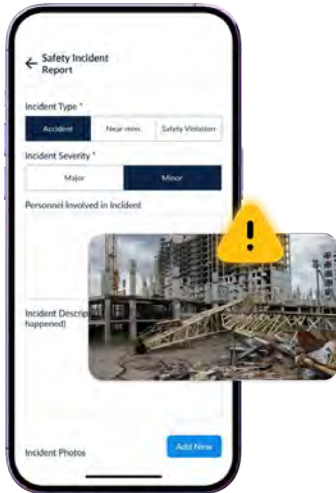 Safety Incident
Report
Incident Type *
Accident
Near-miss
Safety Violation
Incident Severity *
Major
Minor
Personnel Involved in Incident
Incident Descrip
happened)
Incident Photos
Add New